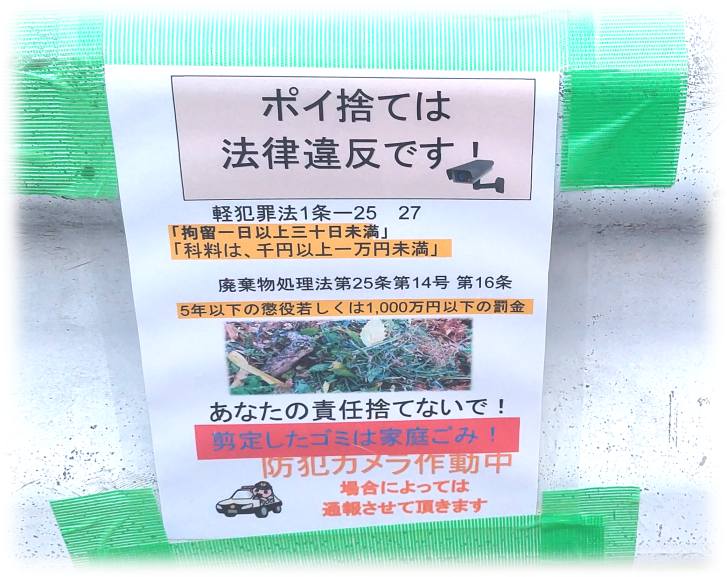 ポイ捨ては
法律違反です！
軽犯罪法1条ー25　27
「拘留一日以上三十日未満」
「科料は、千円以上一万円未満」
廃棄物処理法第25条第14号 第16条
5年以下の懲役若しくは1,000万円以下の罰金
あなたの責任捨てないで！
剪定したゴミは家庭ごみ！
防犯カメラ作動中
場合によっては
通報させて頂きます